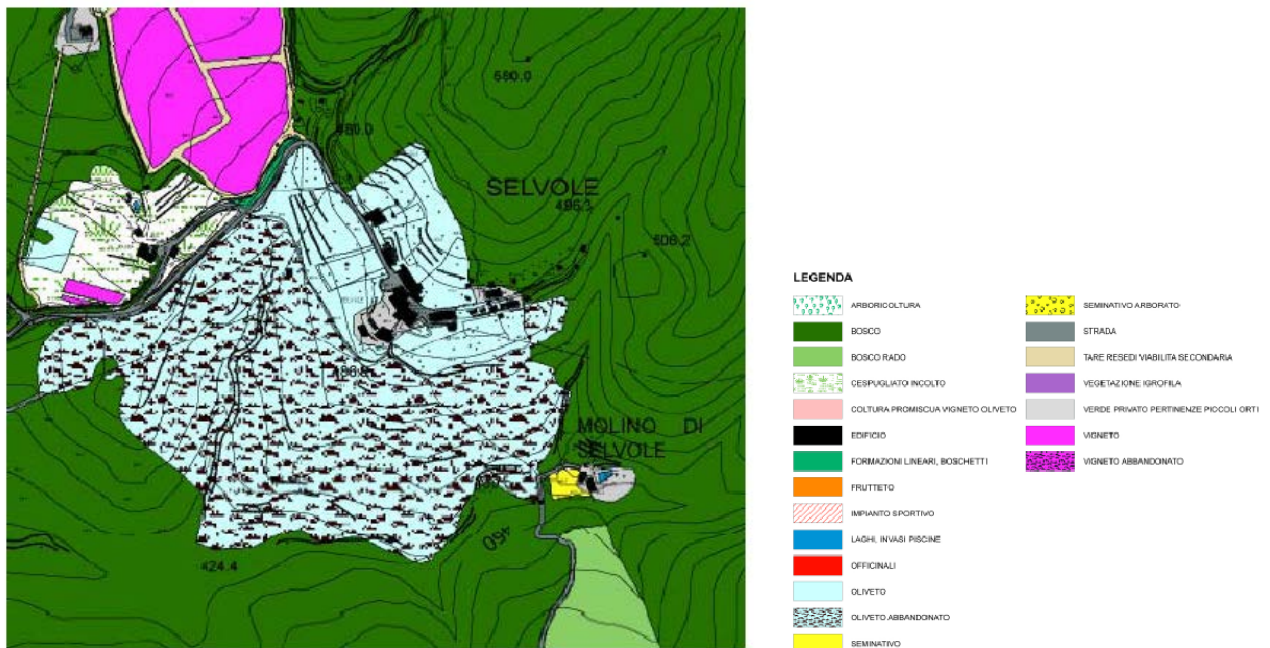 580.0
480.0
SELVOLE
496.3
506.2
MOLINO DI
SELVOLE
460
424.4
LEGENDA
ARBORICOLTURA
BOSCO
BOSCO RADO
CESPUGLIATO INCOLTO
COLTURA PROMISCUA VIGNETO OLIVETO
EDIFICIO
FORMAZIONI LINEARI, BOSCHETTI
FRUTTETO
IMPIANTO SPORTIVO
LAGHI, INVASI PISCINE
OFFICINALI
OLIVETO
OLIVETO ABBANDONATO
SEMINATIVO
SEMINATIVO ARBORATO
STRADA
TARE RESEDI VIABILITA SECONDARIA
VEGETAZIONE IGROFILA
VERDE PRIVATO PERTINENZE PICCOLI ORTI
VIGNETO
VIGNETO ABBANDONATO